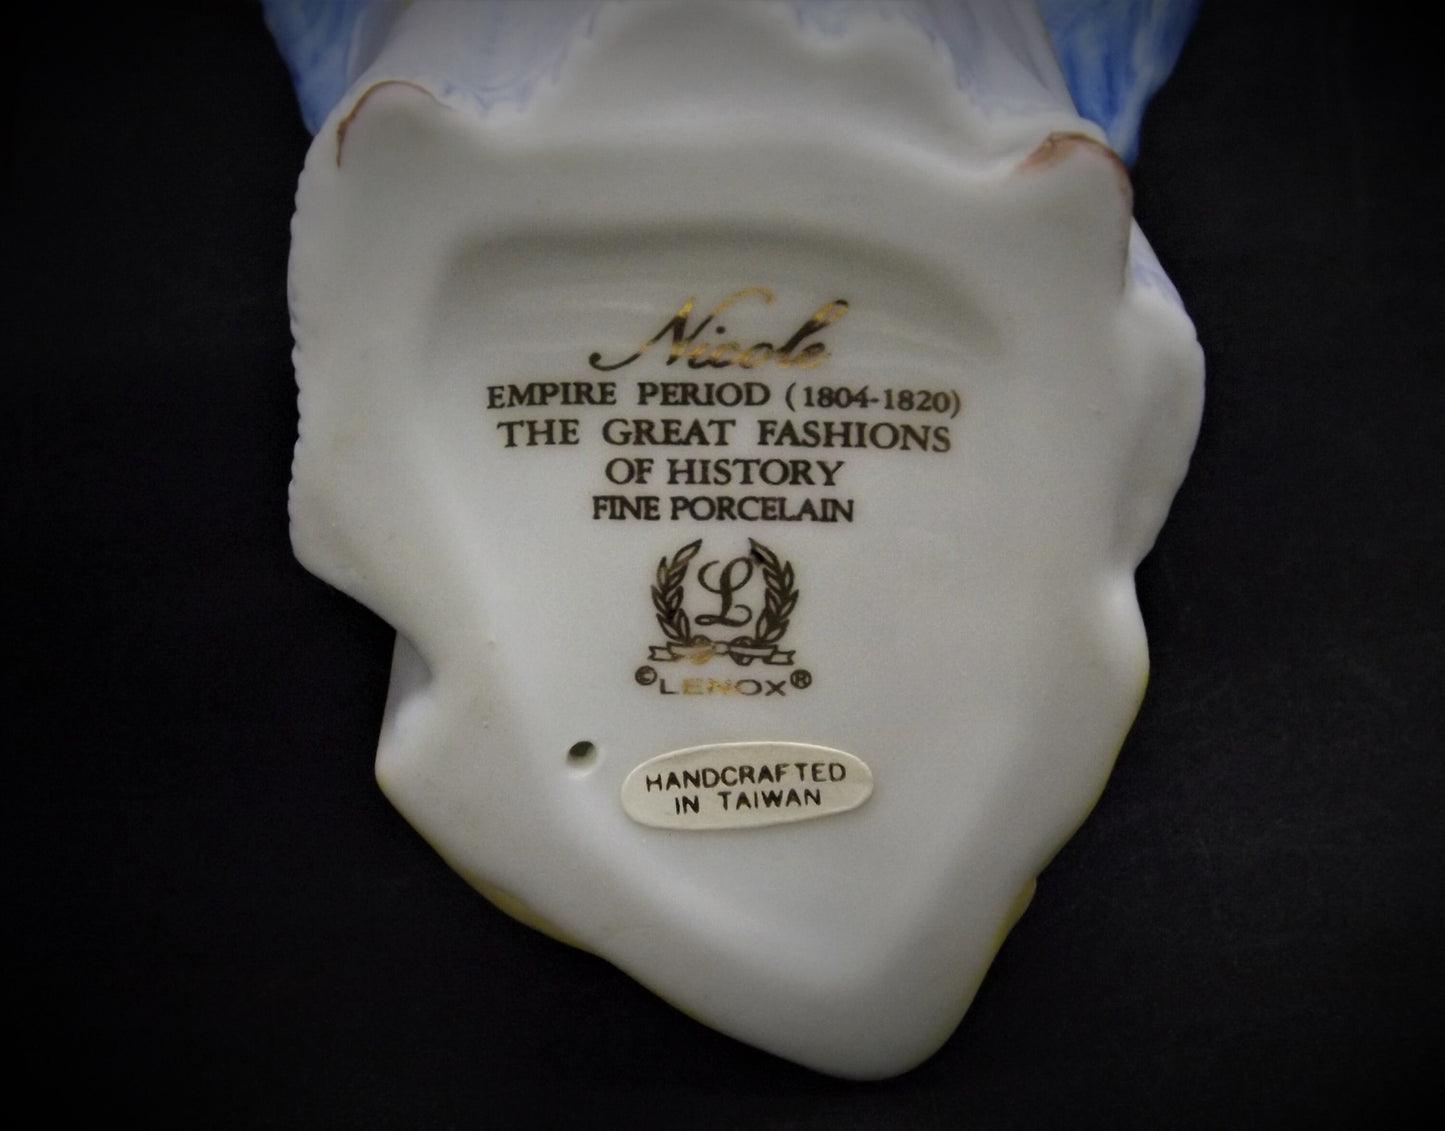 Nicole
EMPIRE PERIOD (1804-1820)
THE GREAT FASHIONS
OF HISTORY
FINE PORCELAIN
L
©LENOX®
HANDCRAFTED
IN TAIWAN